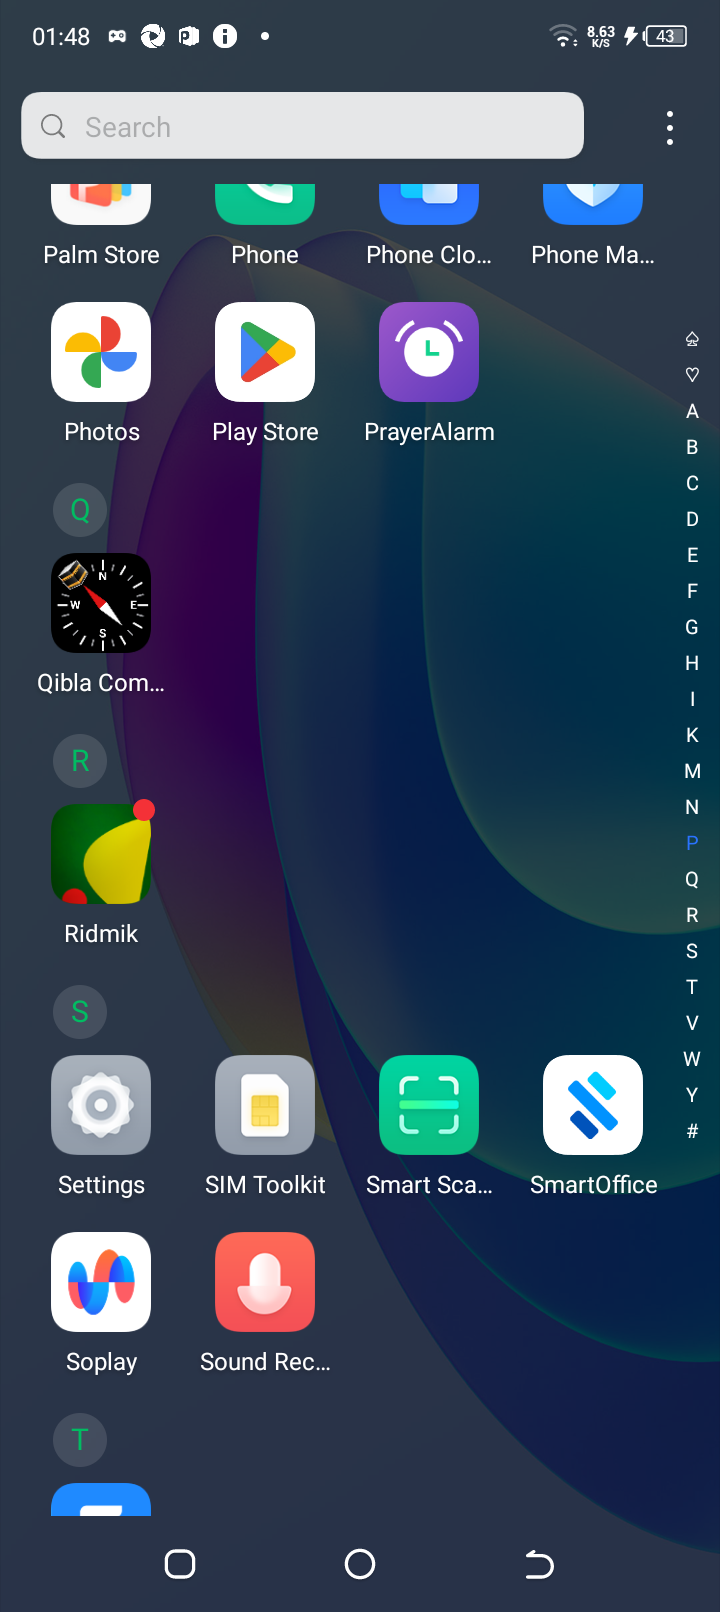 01:48 8.63 K/S 43
Search
Palm Store Phone Phone Clo... Phone Ma...
Photos Play Store PrayerAlarm
Q
N
W E
S
Qibla Com...
R
Ridmik
S
Settings SIM Toolkit Smart Sca... SmartOffice
Soplay Sound Rec...
T
A
B
C
D
E
F
G
H
I
K
M
N
P
Q
R
S
T
V
W
Y
#